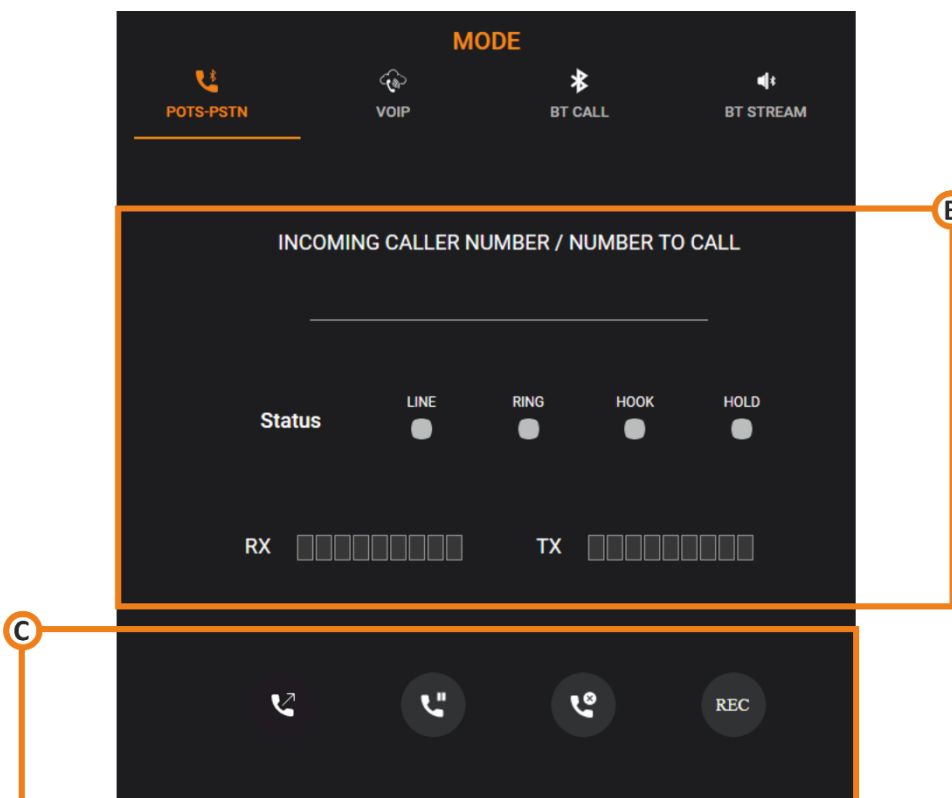 MODE
POTS-PSTN VOIP BT CALL BT STREAM
INCOMING CALLER NUMBER / NUMBER TO CALL
LINE RING HOOK HOLD
Status
RX TX
C
REC